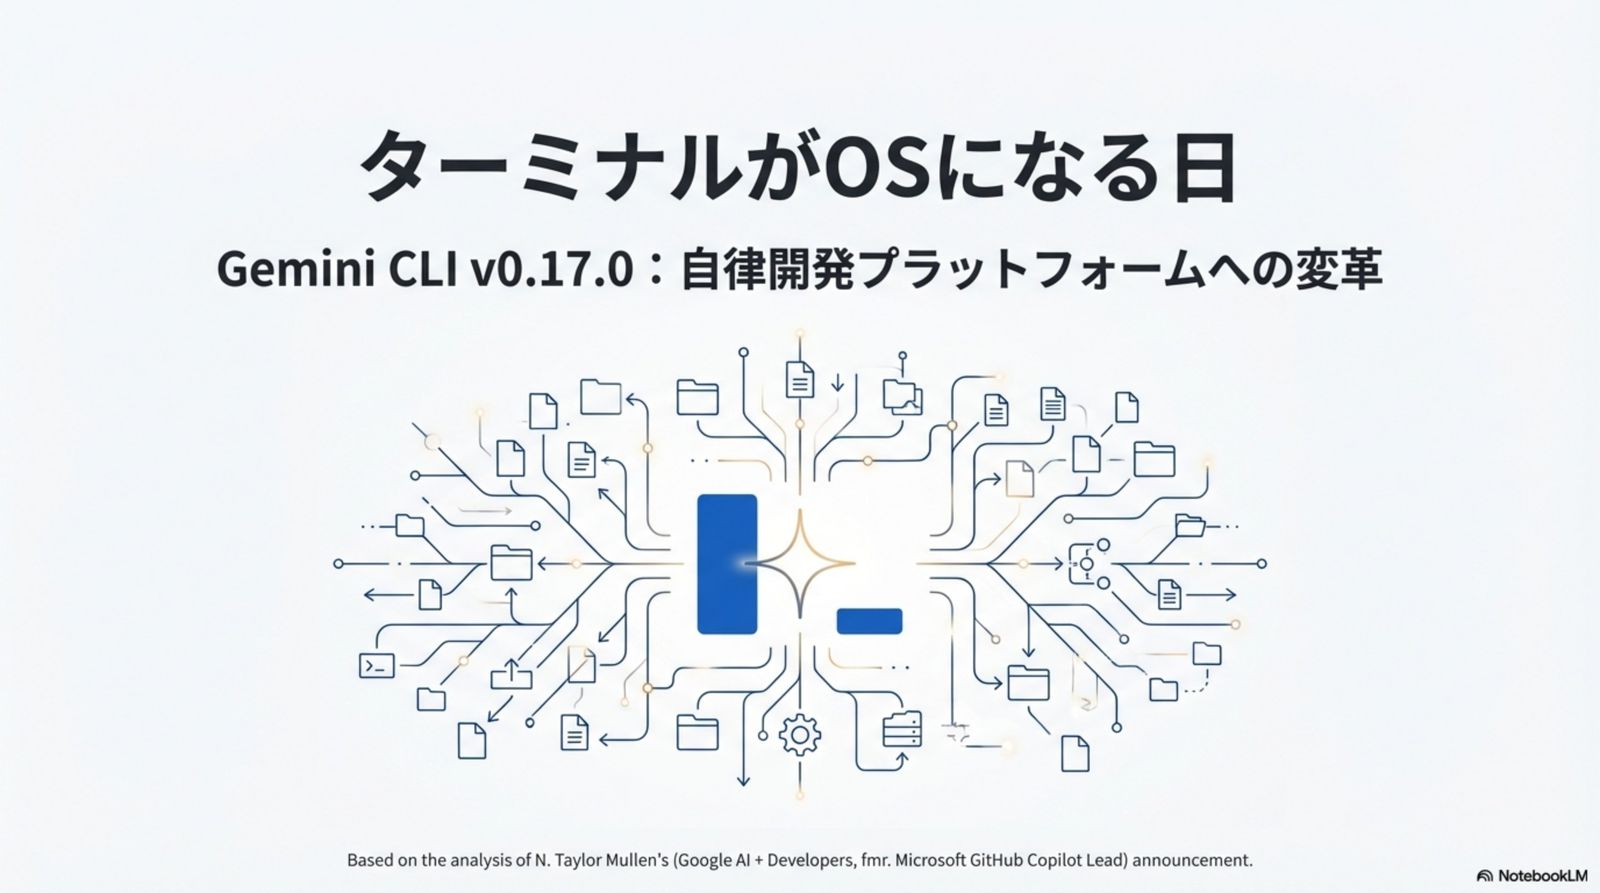 ターミナルがOSになる日
Gemini CLI v0.17.0：自律開発プラットフォームへの変革
>_
Based on the analysis of N. Taylor Mullen's (Google AI + Developers, fmr. Microsoft GitHub Copilot Lead) announcement.
NotebookLM